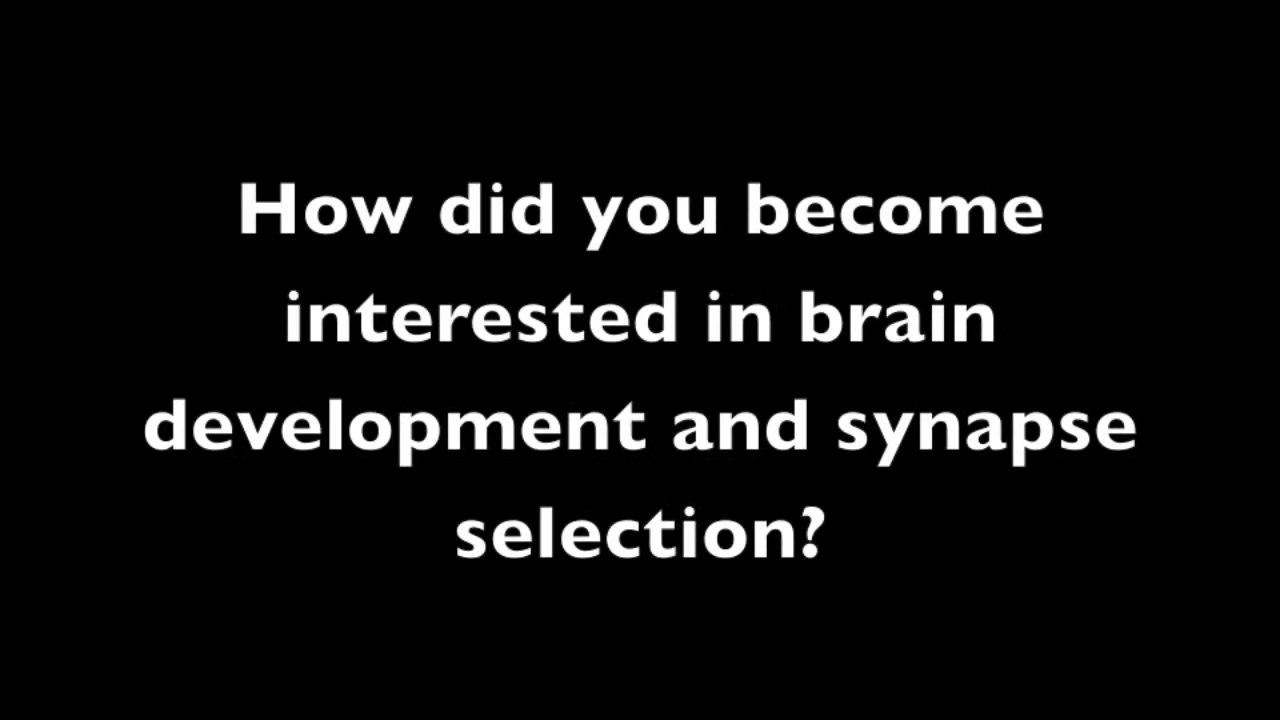 How did you become
interested in brain
development and synapse
selection?